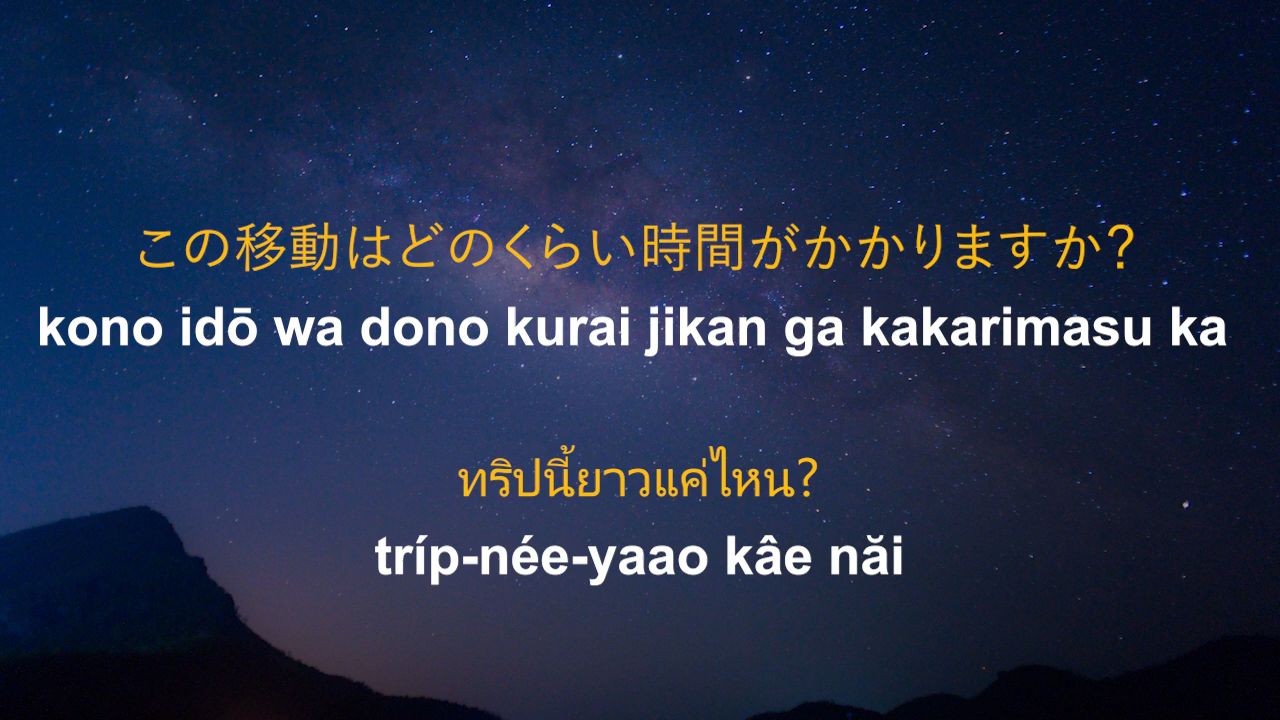 この移動はどのくらい時間がかかりますか?
kono idō wa dono kurai jikan ga kakarimasu ka
ทริปนี้ยาวแค่ไหน?
tríp-née-yaao kâe năi